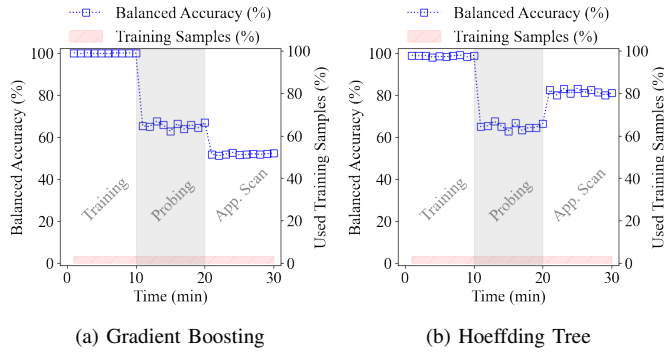 Balanced Accuracy (%)
Training Samples (%)
Balanced Accuracy (%)
100
80
60
40
20
0
Training
Probing
App. Scan
100
80
60
40
20
0
Used Training Samples (%)
0
10
20
30
Time (min)
(a) Gradient Boosting
Balanced Accuracy (%)
Training Samples (%)
Balanced Accuracy (%)
100
80
60
40
20
0
Training
Probing
App. Scan
100
80
60
40
20
0
Used Training Samples (%)
0
10
20
30
Time (min)
(b) Hoeffding Tree